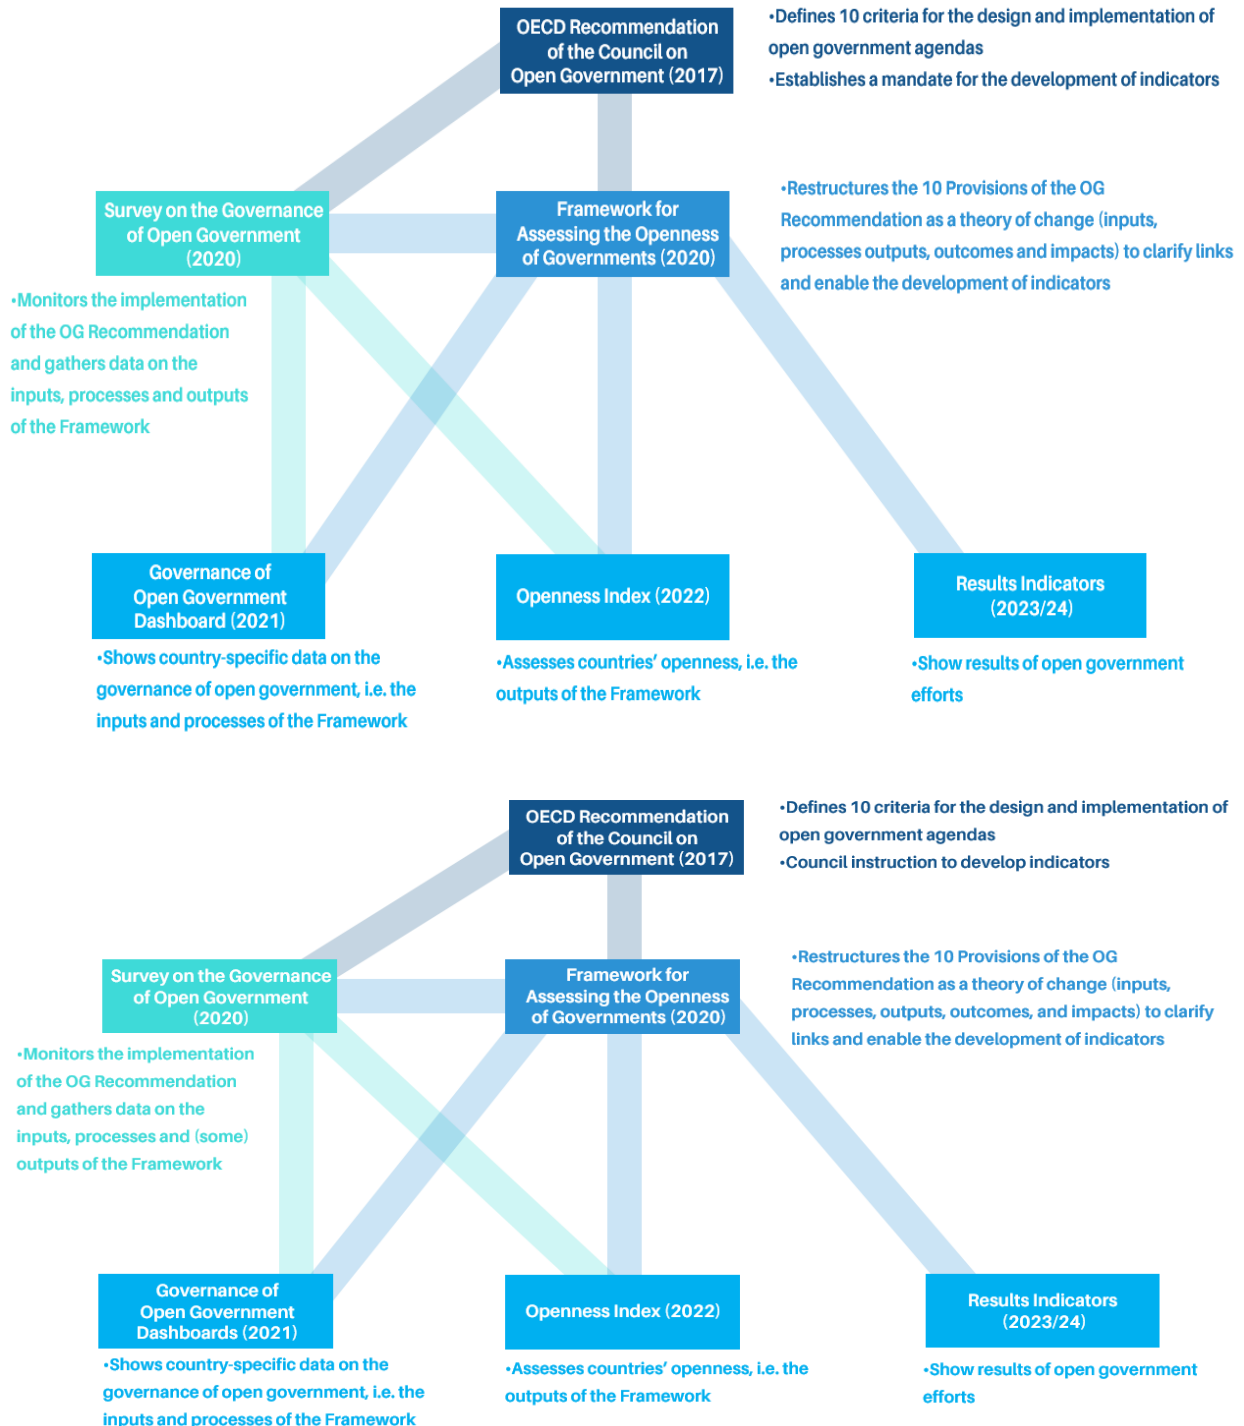 OECD Recommendation
of the Council on
Open Government (2017)
•Defines 10 criteria for the design and implementation of
open government agendas
•Establishes a mandate for the development of indicators
Survey on the Governance
of Open Government
(2020)
Framework for
Assessing the Openness
of Governments (2020)
•Restructures the 10 Provisions of the OG
Recommendation as a theory of change (inputs,
processes outputs, outcomes and impacts) to clarify links
and enable the development of indicators
•Monitors the implementation
of the OG Recommendation
and gathers data on the
inputs, processes and outputs
of the Framework
Governance of
Open Government
Dashboard (2021)
Openness Index (2022)
Results Indicators
(2023/24)
•Shows country-specific data on the
governance of open government, i.e. the
inputs and processes of the Framework
•Assesses countries’ openness, i.e. the
outputs of the Framework
•Show results of open government
efforts
OECD Recommendation
of the Council on
Open Government (2017)
•Defines 10 criteria for the design and implementation of
open government agendas
•Council instruction to develop indicators
Survey on the Governance
of Open Government
(2020)
Framework for
Assessing the Openness
of Governments (2020)
•Restructures the 10 Provisions of the OG
Recommendation as a theory of change (inputs,
processes, outputs, outcomes, and impacts) to clarify
links and enable the development of indicators
•Monitors the implementation
of the OG Recommendation
and gathers data on the
inputs, processes and (some)
outputs of the Framework
Governance of
Open Government
Dashboards (2021)
Openness Index (2022)
Results Indicators
(2023/24)
•Shows country-specific data on the
governance of open government, i.e. the
inputs and processes of the Framework
•Assesses countries’ openness, i.e. the
outputs of the Framework
•Show results of open government
efforts